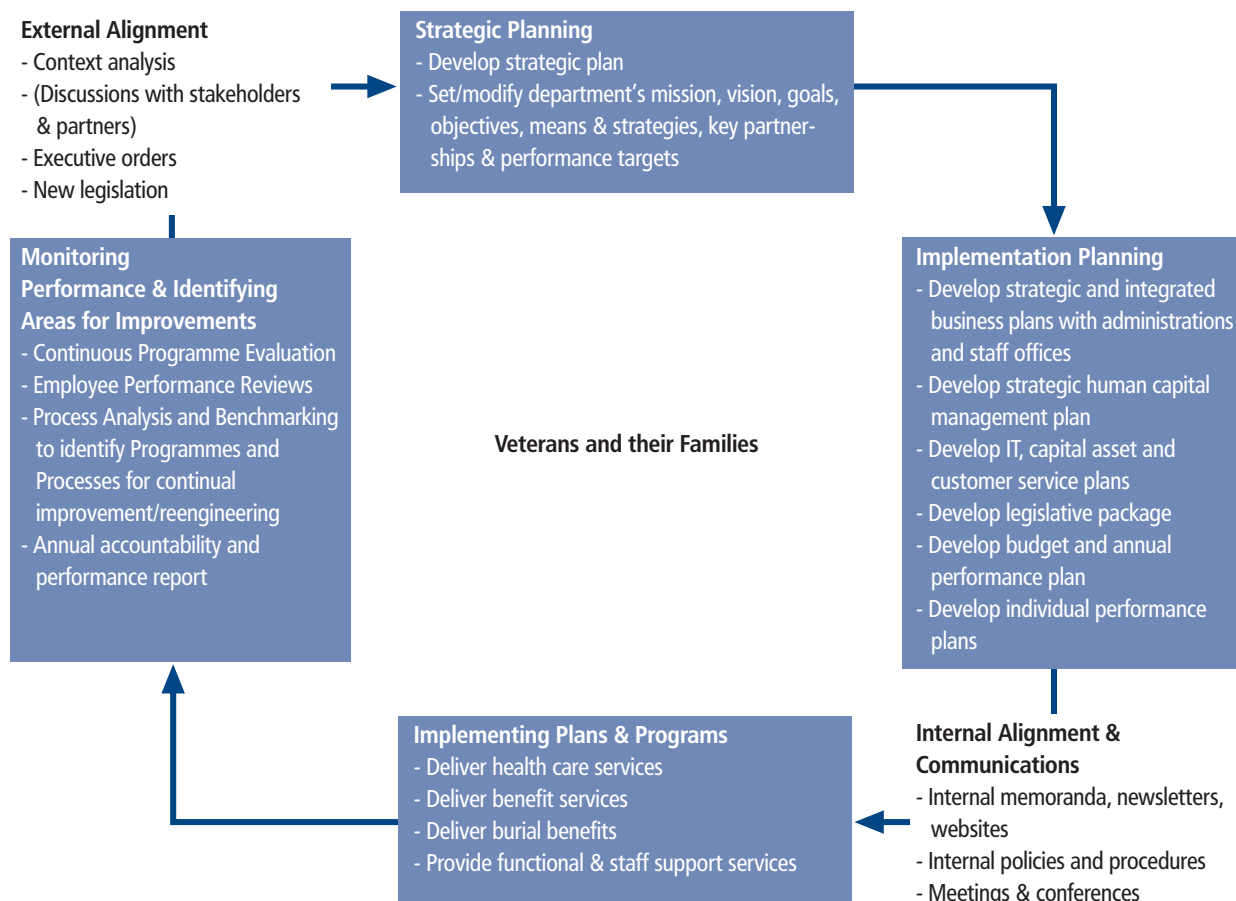 External Alignment
- Context analysis
- (Discussions with stakeholders
& partners)
- Executive orders
- New legislation
Strategic Planning
- Develop strategic plan
- Set/modify department's mission, vision, goals,
objectives, means & strategies, key partner-
ships & performance targets
Monitoring
Performance & Identifying
Areas for Improvements
- Continuous Programme Evaluation
- Employee Performance Reviews
- Process Analysis and Benchmarking
to identify Programmes and
Processes for continual
improvement/reengineering
- Annual accountability and
performance report
Veterans and their Families
Implementation Planning
- Develop strategic and integrated
business plans with administrations
and staff offices
- Develop strategic human capital
management plan
- Develop IT, capital asset and
customer service plans
- Develop legislative package
- Develop budget and annual
performance plan
- Develop individual performance
plans
Implementing Plans & Programs
- Deliver health care services
- Deliver benefit services
- Deliver burial benefits
- Provide functional & staff support services
Internal Alignment &
Communications
- Internal memoranda, newsletters,
websites
- Internal policies and procedures
- Meetings & conferences